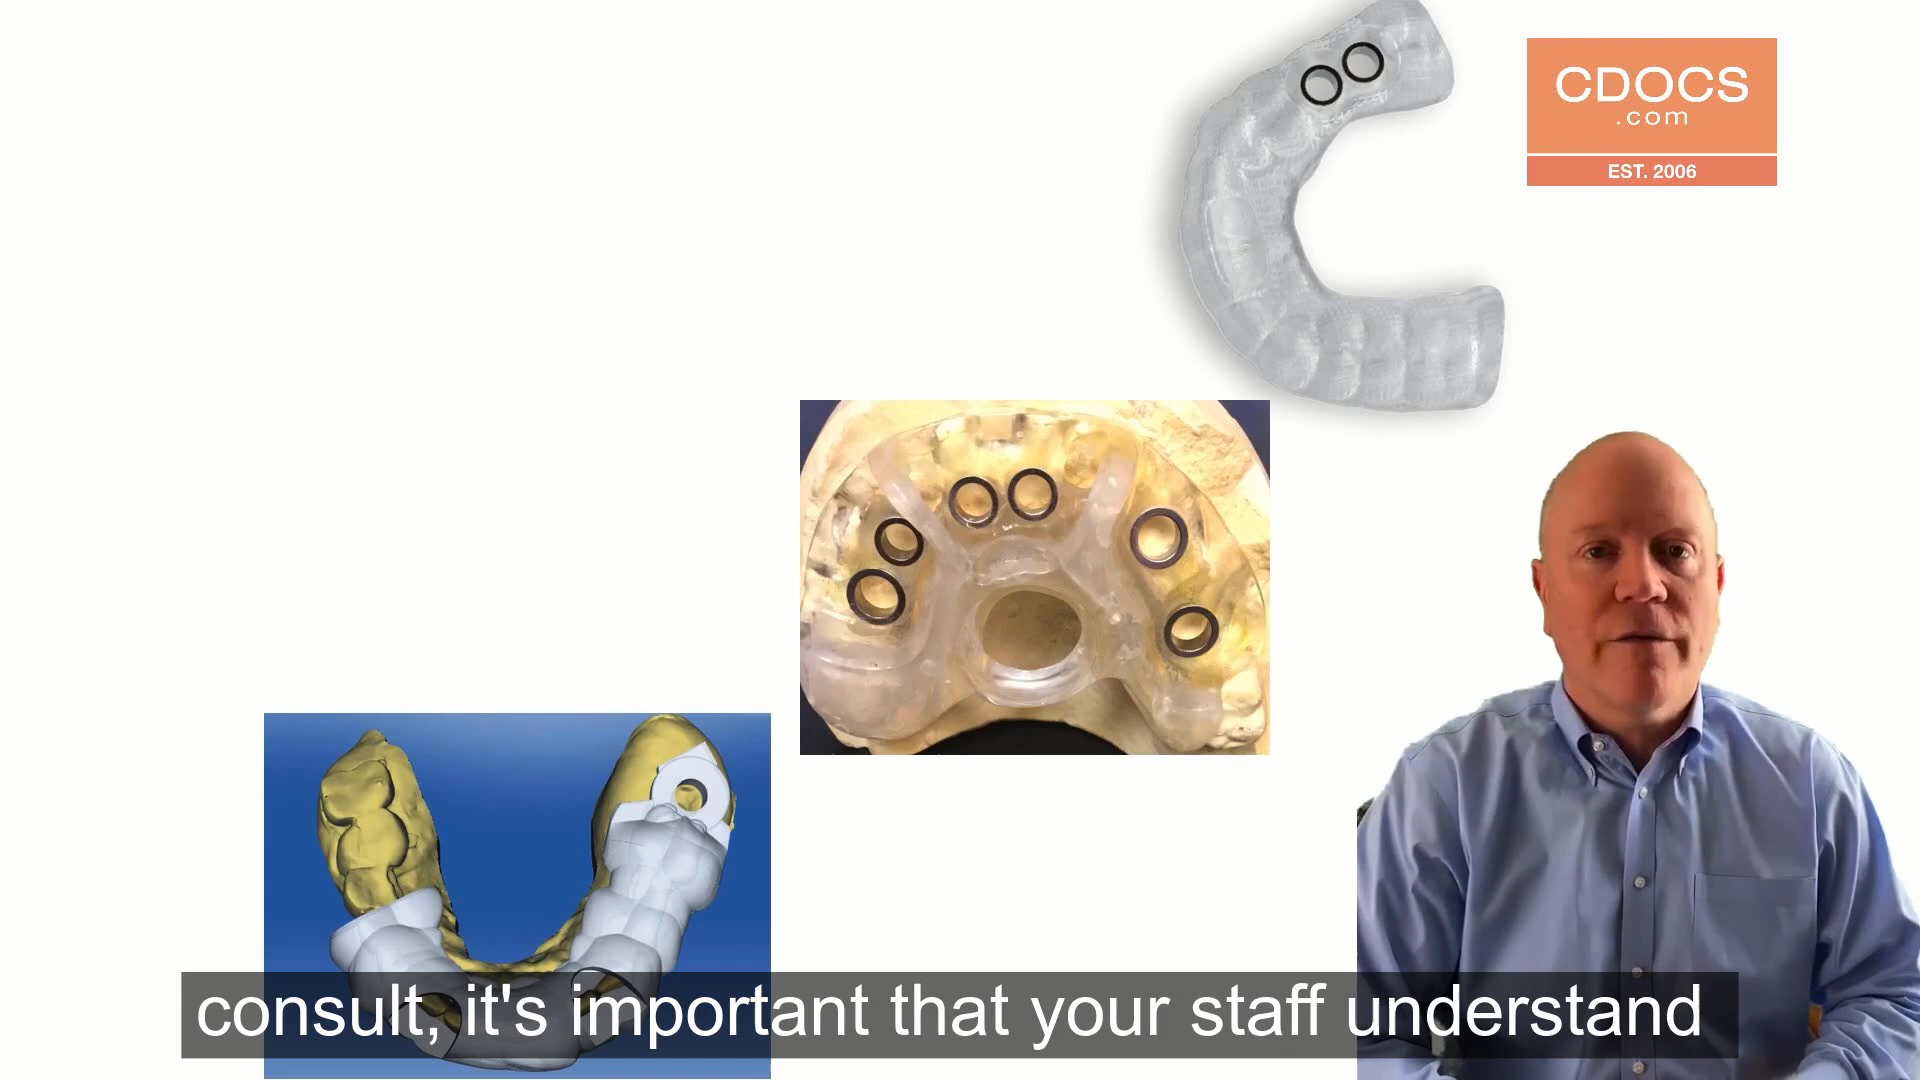 CDOCS
.com
EST. 2006
consult, it's important that your staff understand